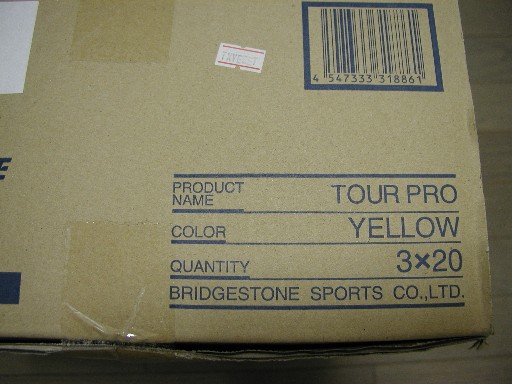 4 547333 318861
PRODUCT NAME TOUR PRO
COLOR YELLOW
QUANTITY 3×20
BRIDGESTONE SPORTS CO.,LTD.